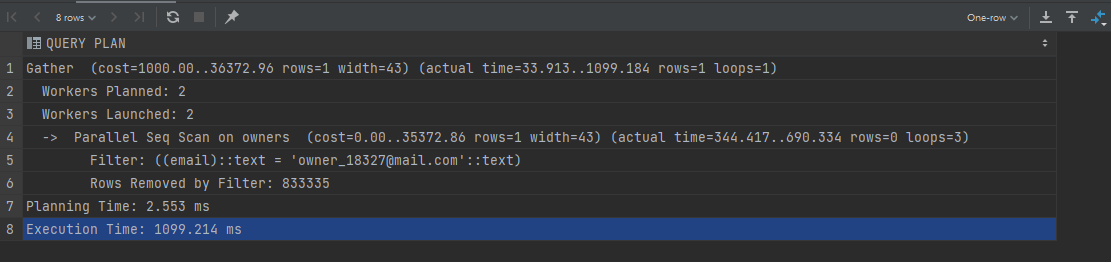 8 rows
One-row
QUERY PLAN
1 Gather (cost=1000.00..36372.96 rows=1 width=43) (actual time=33.913..1099.184 rows=1 loops=1)
2 Workers Planned: 2
3 Workers Launched: 2
4 -> Parallel Seq Scan on owners (cost=0.00..35372.86 rows=1 width=43) (actual time=344.417..690.334 rows=0 loops=3)
5 Filter: ((email)::text = 'owner_18327@mail.com'::text)
6 Rows Removed by Filter: 833335
7 Planning Time: 2.553 ms
8 Execution Time: 1099.214 ms